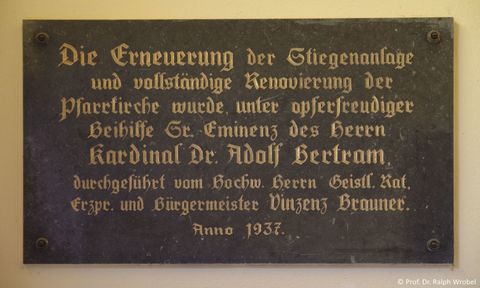 Die Erneuerung der Stiegenanlage
und vollständige Renovierung der
Pfarrkirche wurde, unter opferfreudiger
Beihilfe Sr. Eminenz des Herrn
Kardinal Dr. Adolf Bertram,
durchgeführt vom Hochw. Herrn Geistl. Rat,
Erzpr. und Bürgermeister Vinzenz Brauner.
Anno 1937.
© Prof. Dr. Ralph Wrobel